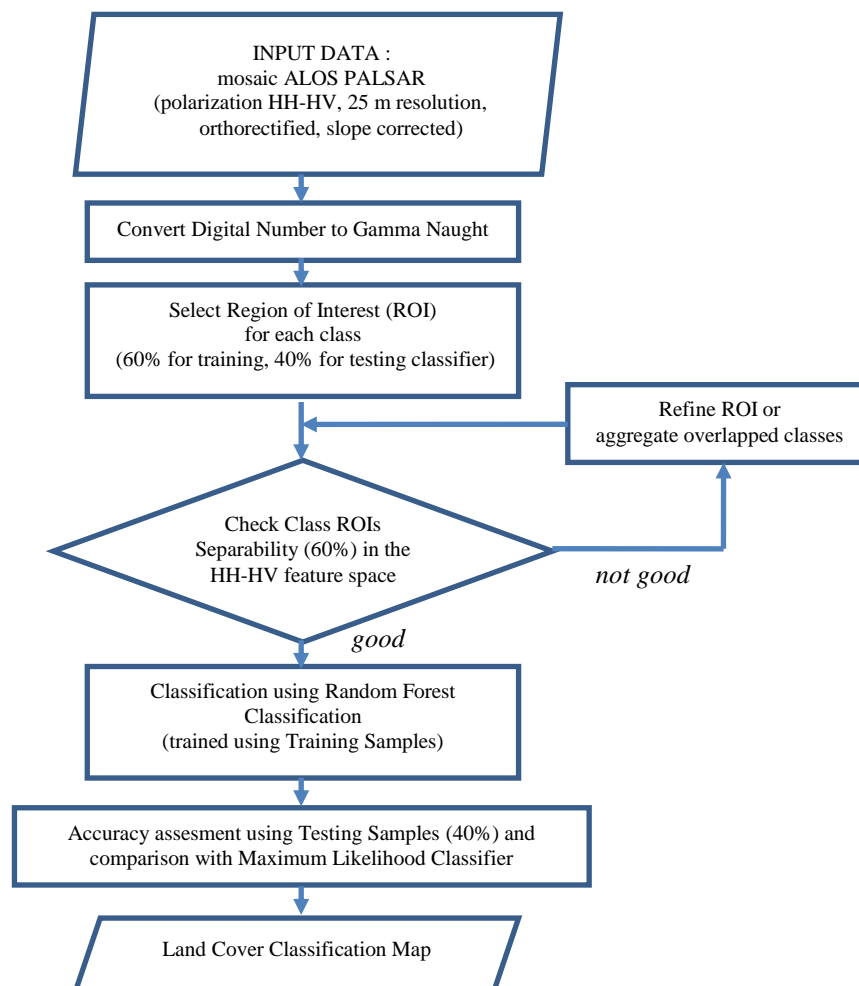 INPUT DATA :
mosaic ALOS PALSAR
(polarization HH-HV, 25 m resolution,
orthorectified, slope corrected)
Convert Digital Number to Gamma Naught
Select Region of Interest (ROI)
for each class
(60% for training, 40% for testing classifier)
Refine ROI or
aggregate overlapped classes
Check Class ROIs
Separability (60%) in the
HH-HV feature space
not good
good
Classification using Random Forest
Classification
(trained using Training Samples)
Accuracy assesment using Testing Samples (40%) and
comparison with Maximum Likelihood Classifier
Land Cover Classification Map